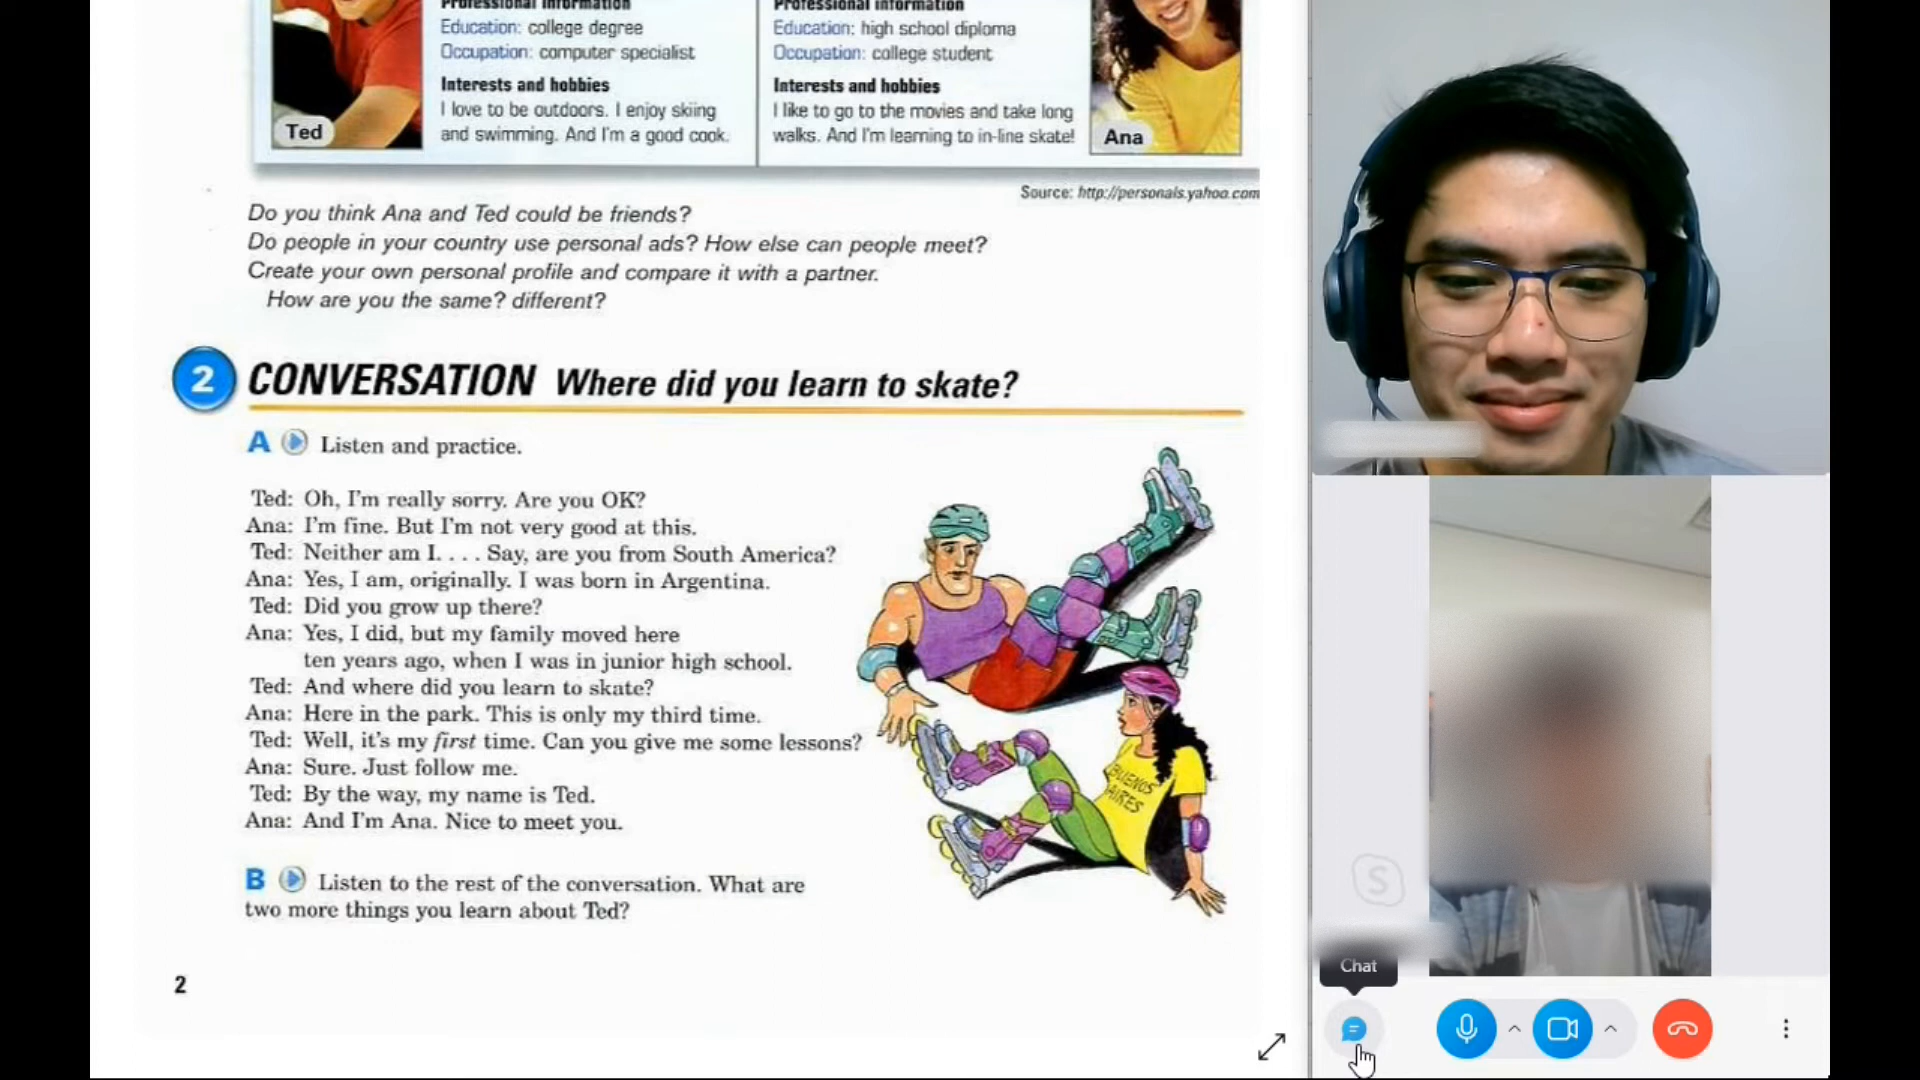 Professional information
Education: college degree
Occupation: computer specialist
Interests and hobbies
I love to be outdoors. I enjoy skiing
and swimming. And I'm a good cook.
Ted
Professional information
Education: high school diploma
Occupation: college student
Interests and hobbies
I like to go to the movies and take long
walks. And I'm learning to in-line skate!
Ana
Source: http://personals.yahoo.com
Do you think Ana and Ted could be friends?
Do people in your country use personal ads? How else can people meet?
Create your own personal profile and compare it with a partner.
How are you the same? different?
2 CONVERSATION Where did you learn to skate?
A Listen and practice.
Ted: Oh, I'm really sorry. Are you OK?
Ana: I'm fine. But I'm not very good at this.
Ted: Neither am I. . . . Say, are you from South America?
Ana: Yes, I am, originally. I was born in Argentina.
Ted: Did you grow up there?
Ana: Yes, I did, but my family moved here
ten years ago, when I was in junior high school.
Ted: And where did you learn to skate?
Ana: Here in the park. This is only my third time.
Ted: Well, it's my first time. Can you give me some lessons?
Ana: Sure. Just follow me.
Ted: By the way, my name is Ted.
Ana: And I'm Ana. Nice to meet you.
BUENOS
AIRES
B Listen to the rest of the conversation. What are
two more things you learn about Ted?
2
S
Chat